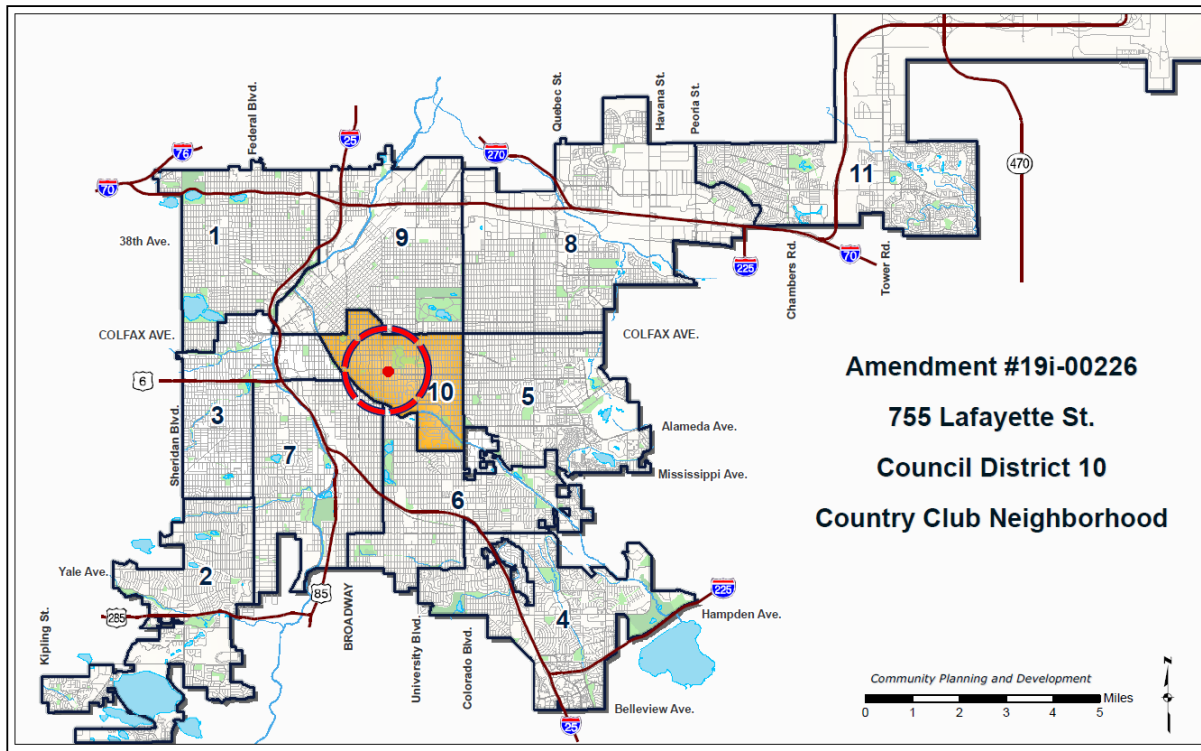 Federal Blvd.
25
Quebec St.
Havana St.
Peoria St.
76
270
70
470
11
1
9
38th Ave.
8
225
70
Chambers Rd.
Tower Rd.
COLFAX AVE.
COLFAX AVE.
6
10
5
3
Sheridan Blvd.
Alameda Ave.
7
Mississippi Ave.
6
Yale Ave.
2
85
BROADWAY
225
285
Hampden Ave.
4
Kipling St.
University Blvd.
Colorado Blvd.
Belleview Ave.
25
Amendment #19i-00226
755 Lafayette St.
Council District 10
Country Club Neighborhood
Community Planning and Development
Miles
0 1 2 3 4 5
N